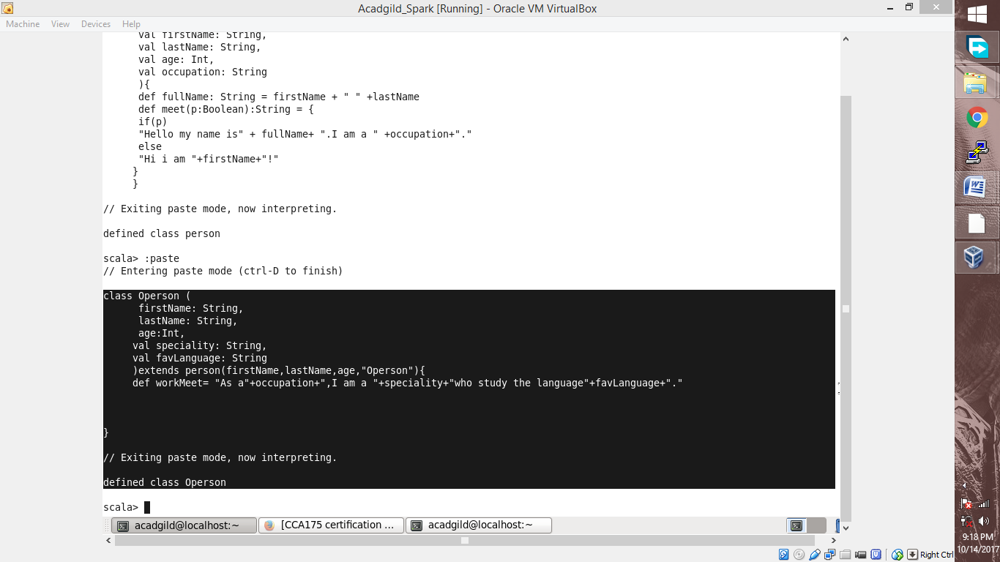 Acadgild_Spark [Running] - Oracle VM VirtualBox
Machine View Devices Help
val firstName: String,
val lastName: String,
val age: Int,
val occupation: String
){
def fullName: String = firstName + " " +lastName
def meet(p:Boolean):String = {
if(p)
"Hello my name is" + fullName+ ".I am a " +occupation+"."
else
"Hi i am "+firstName+"!"
}
}
// Exiting paste mode, now interpreting.
defined class person
scala> :paste
// Entering paste mode (ctrl-D to finish)
class Operson (
firstName: String,
lastName: String,
age:Int,
val speciality: String,
val favLanguage: String
)extends person(firstName,lastName,age,"Operson"){
def workMeet= "As a"+occupation+",I am a "+speciality+"who study the language"+favLanguage+"."
}
// Exiting paste mode, now interpreting.
defined class Operson
scala>
acadgild@localhost:~ [CCA175 certification ... acadgild@localhost:~
Right Ctrl
9:18 PM
10/14/2017